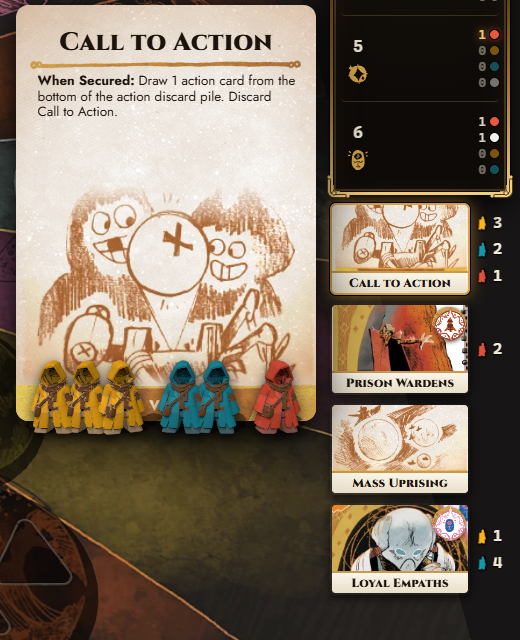 CALL TO ACTION
When Secured: Draw 1 action card from the
bottom of the action discard pile. Discard
Call to Action.
5
1
0
0
0
6
1
1
0
0
CALL TO ACTION
3
2
1
PRISON WARDENS
2
MASS UPRISING
LOYAL EMPATHS
1
4